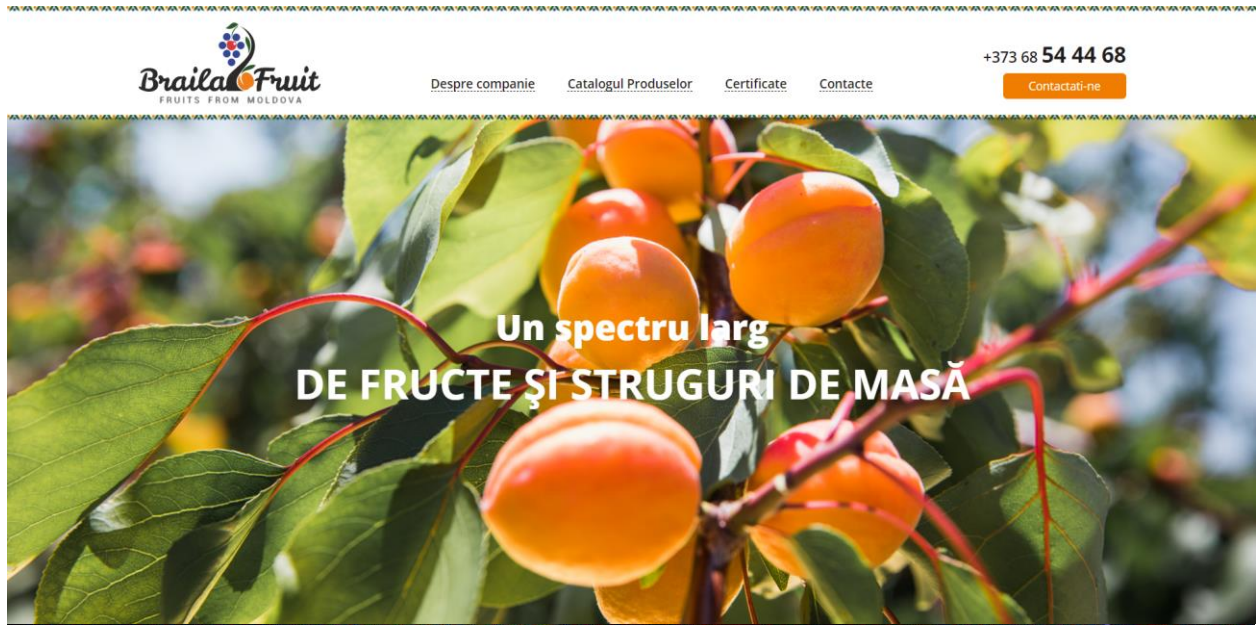 Braila Fruit
FRUITS FROM MOLDOVA
Despre companie
Catalogul Produselor
Certificate
Contacte
+373 68 54 44 68
Contactati-ne
Un spectru larg
DE FRUCTE ŞI STRUGURI DE MASĂ